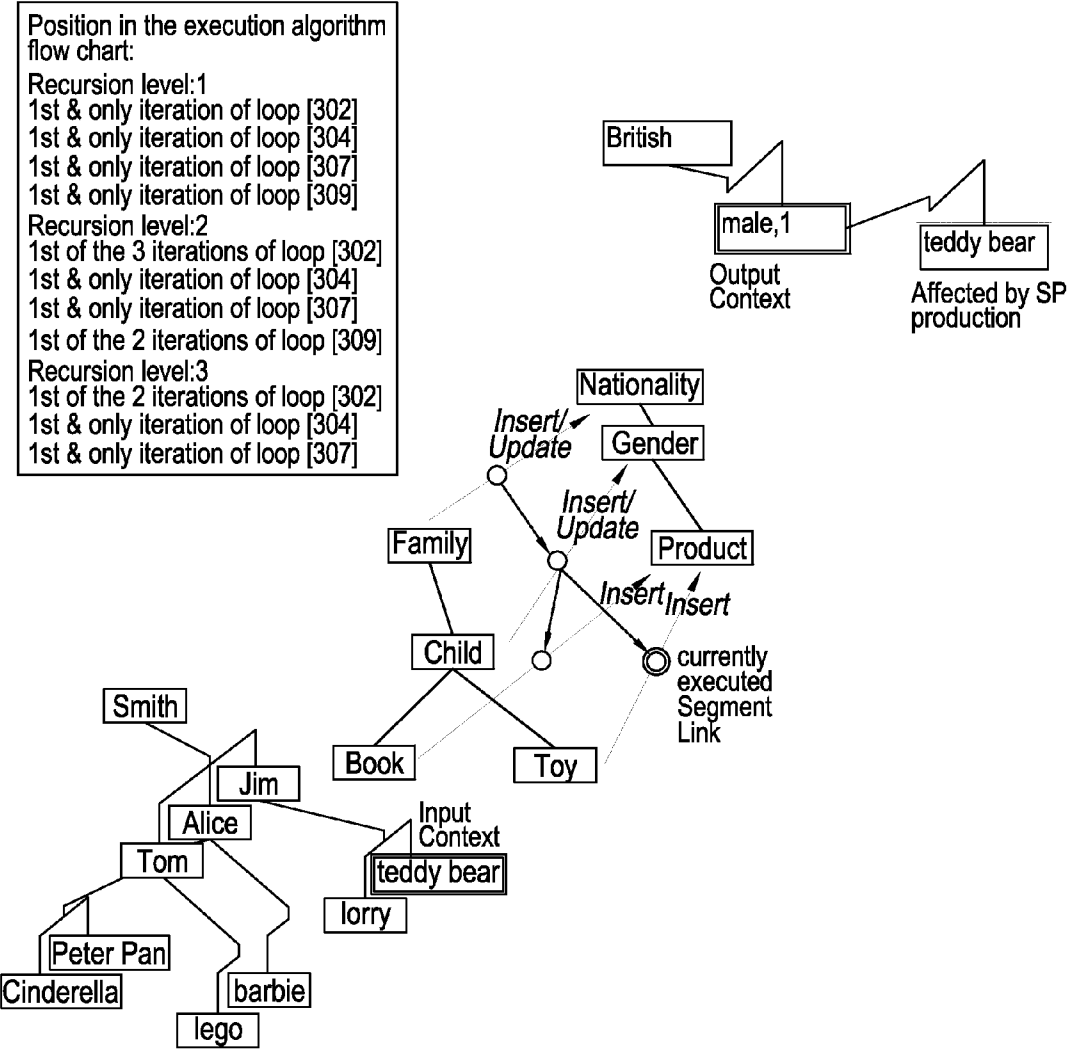 Position in the execution algorithm
flow chart:
Recursion level:1
1st & only iteration of loop [302]
1st & only iteration of loop [304]
1st & only iteration of loop [307]
1st & only iteration of loop [309]
Recursion level:2
1st of the 3 iterations of loop [302]
1st & only iteration of loop [304]
1st & only iteration of loop [307]
1st of the 2 iterations of loop [309]
Recursion level:3
1st of the 2 iterations of loop [302]
1st & only iteration of loop [304]
1st & only iteration of loop [307]
British
male,1
Output
Context
teddy bear
Affected by SP
production
Nationality
Insert/
Update
Gender
Insert/
Update
Family
Product
Insert
Insert
Child
currently
executed
Segment
Link
Book
Toy
Smith
Jim
Alice
Tom
Input
Context
teddy bear
lorry
Peter Pan
Cinderella
barbie
lego